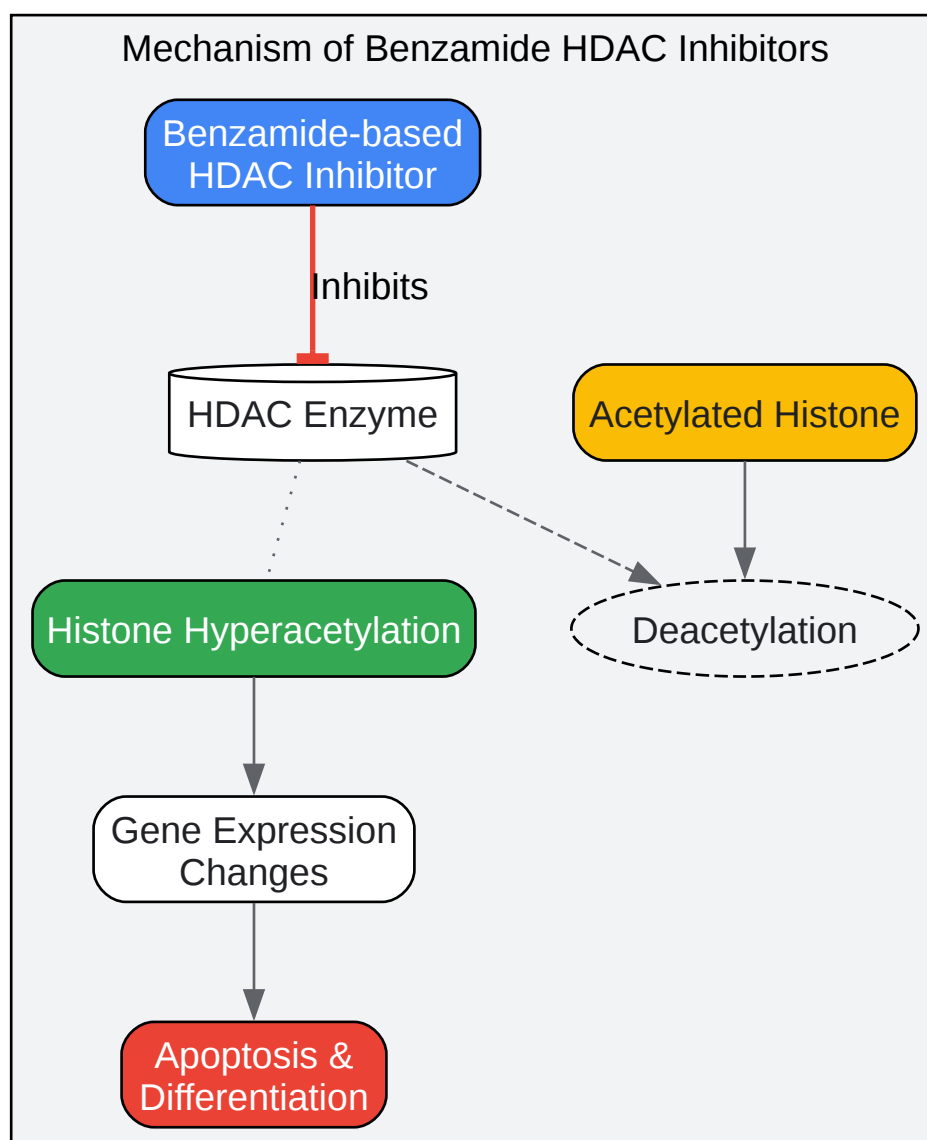 Mechanism of Benzamide HDAC Inhibitors
Benzamide-based
HDAC Inhibitor
Inhibits
HDAC Enzyme
Acetylated Histone
Histone Hyperacetylation
Deacetylation
Gene Expression
Changes
Apoptosis &
Differentiation